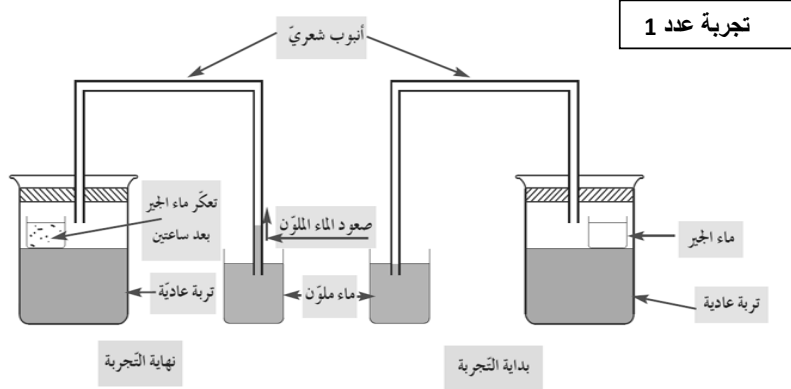 تجربة عدد 1
أنبوب شعريّ
تعكّر ماء الجير
بعد ساعتين
صعود الماء الملوّن
ماء الجير
تربة عاديّة
ماء ملوّن
تربة عادية
نهاية التّجربة
بداية التّجربة